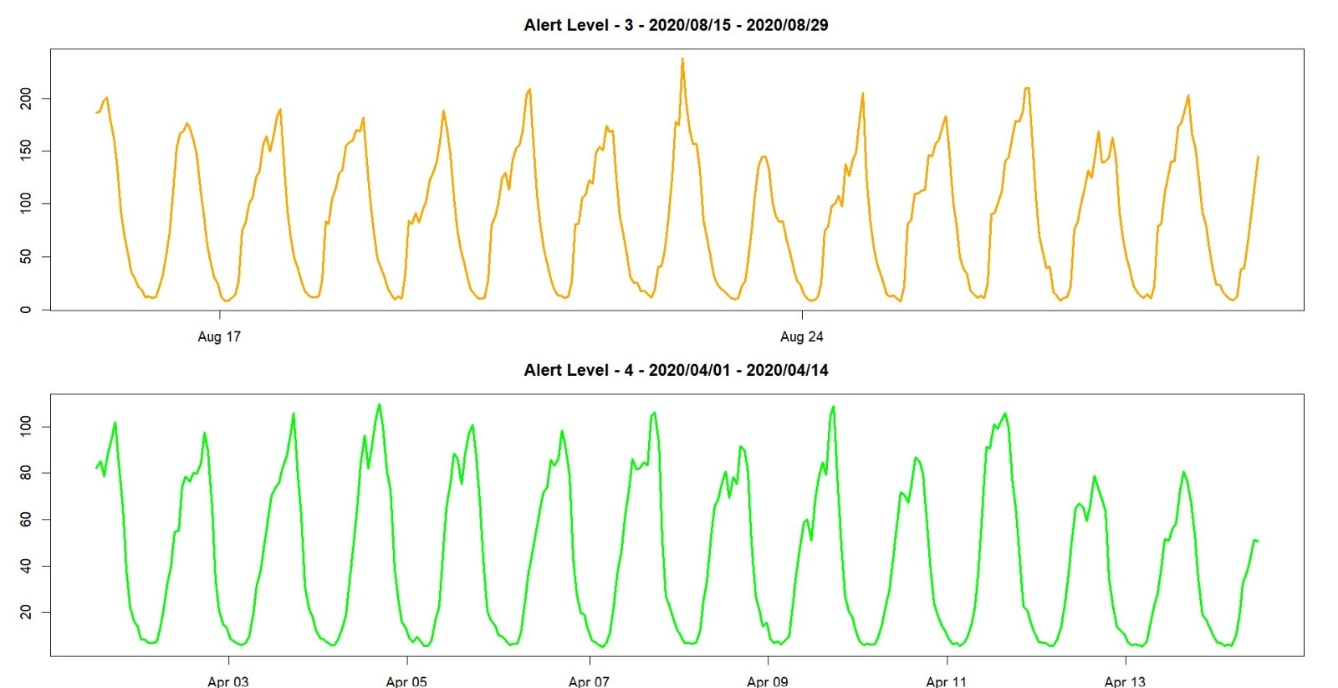 Alert Level - 3 - 2020/08/15 - 2020/08/29
200
150
100
50
0
Aug 17 Aug 24
Alert Level - 4 - 2020/04/01 - 2020/04/14
100
80
60
40
20
Apr 03 Apr 05 Apr 07 Apr 09 Apr 11 Apr 13